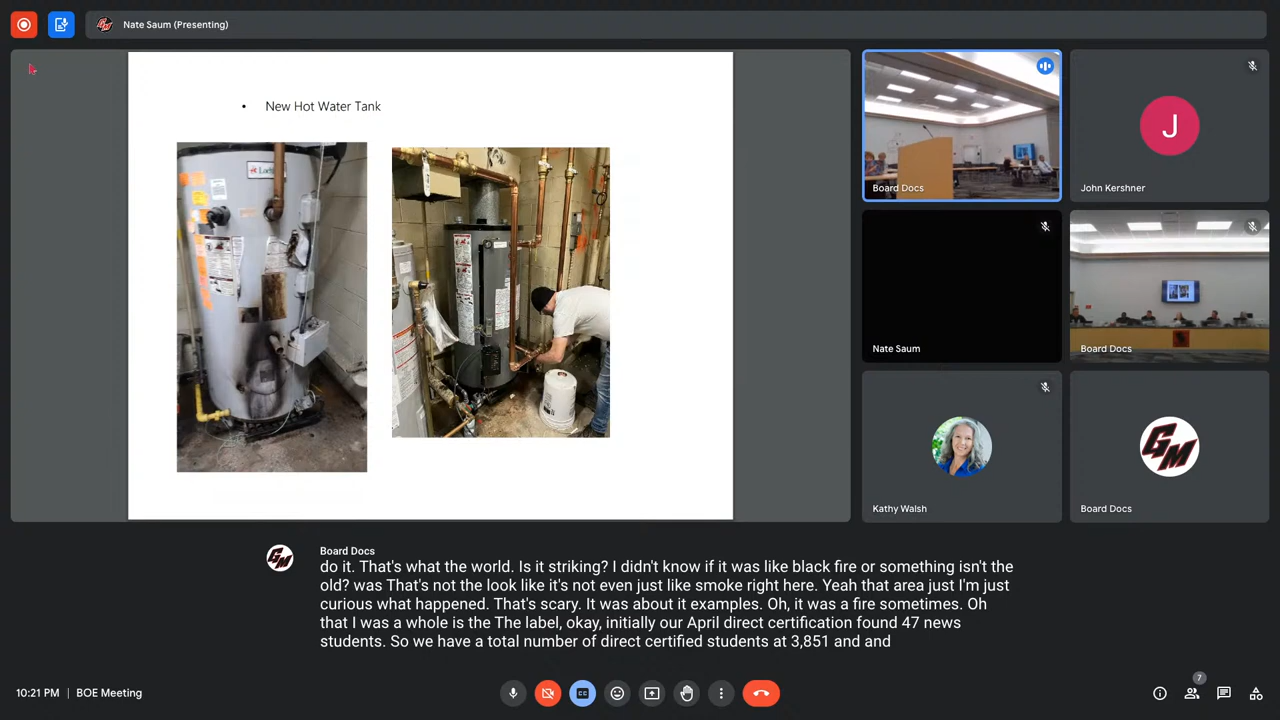 GM Nate Saum (Presenting)
• New Hot Water Tank
Board Docs
J
John Kershner
Nate Saum
Board Docs
Kathy Walsh
GM
Board Docs
GM
Board Docs
do it. That's what the world. Is it striking? I didn't know if it was like black fire or something isn't the
old? was That's not the look like it's not even just like smoke right here. Yeah that area just I'm just
curious what happened. That's scary. It was about it examples. Oh, it was a fire sometimes. Oh
that I was a whole is the The label, okay, initially our April direct certification found 47 news
students. So we have a total number of direct certified students at 3,851 and and
10:21 PM | BOE Meeting
CC
7